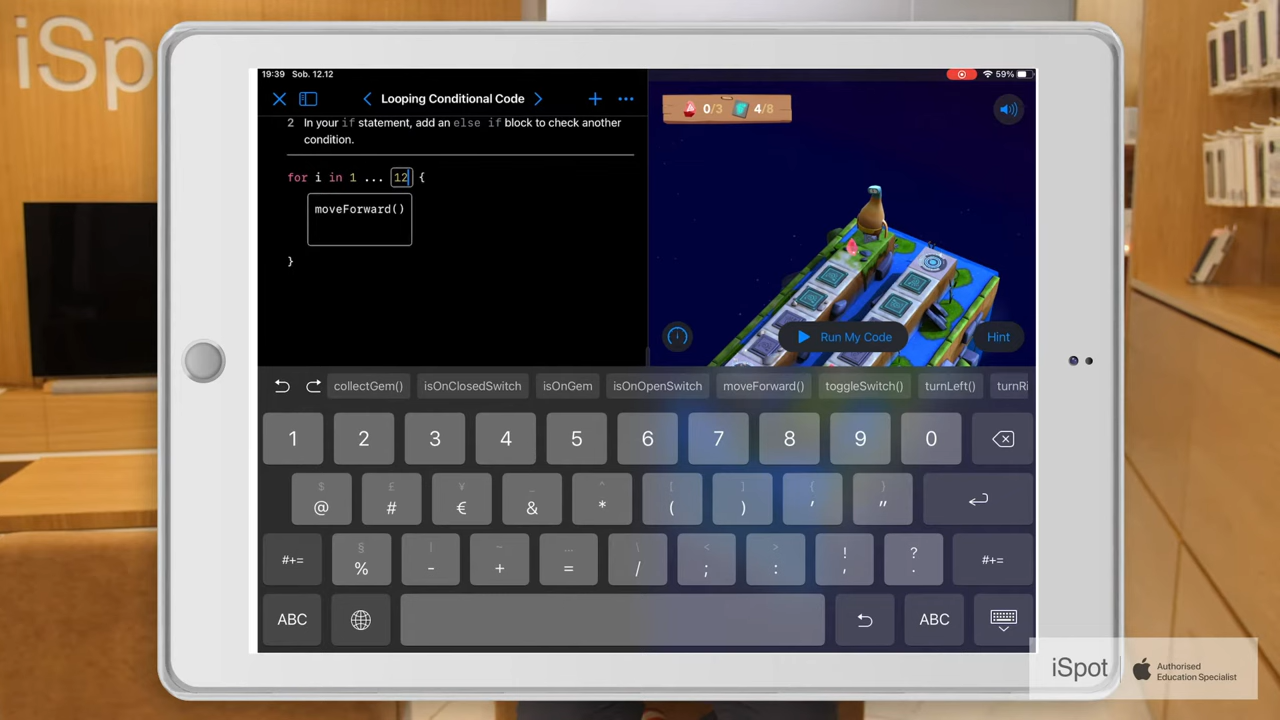 iSpot
19:39 Sob. 12.12
59%
Looping Conditional Code
2 In your if statement, add an else if block to check another
condition.
for i in 1 ... 12 {
moveForward()
}
0/3 4/8
Run My Code
Hint
collectGem() isOnClosedSwitch isOnGem isOnOpenSwitch moveForward() toggleSwitch() turnLeft() turnRi
1 2 3 4 5 6 7 8 9 0
$ £ ¥ _ ^ [ ] { }
@ # € & * ( ) ' "
§ | ~ … \ < > ! ?
#+= % - + = / ; : , . #+=
ABC ABC
iSpot
Authorised
Education Specialist